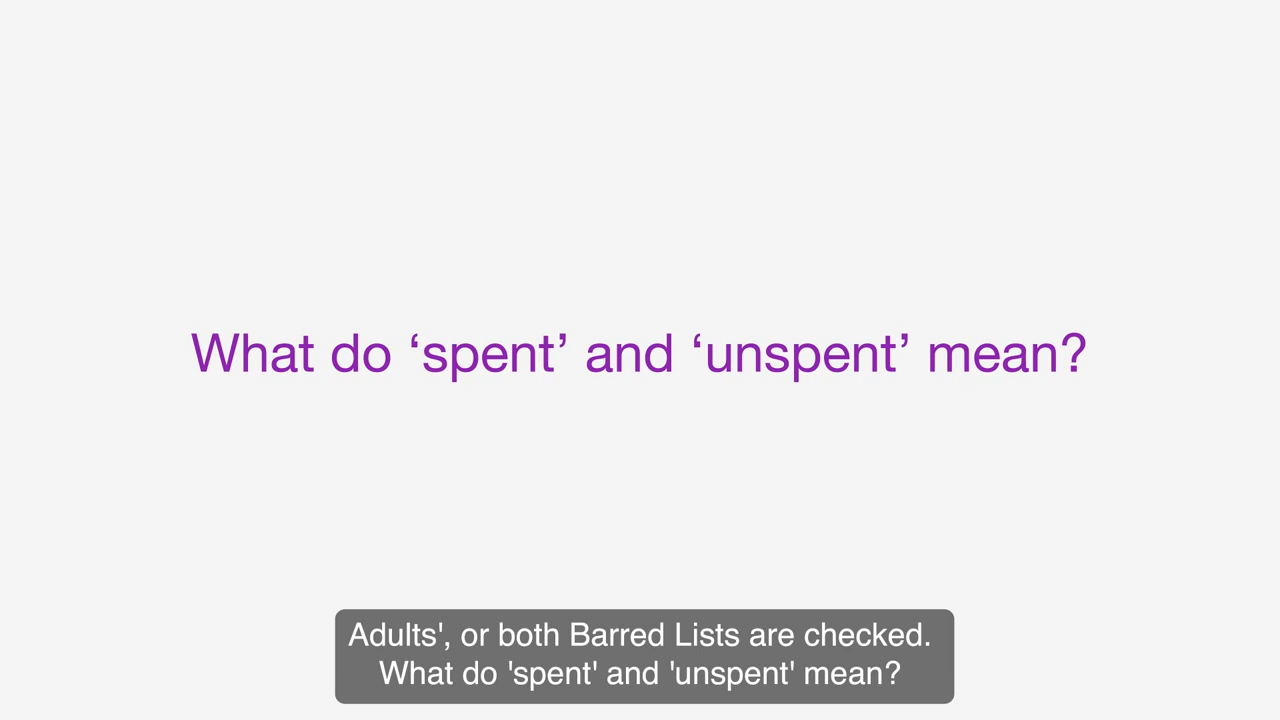 What do ‘spent’ and ‘unspent’ mean?
Adults', or both Barred Lists are checked.
What do 'spent' and 'unspent' mean?